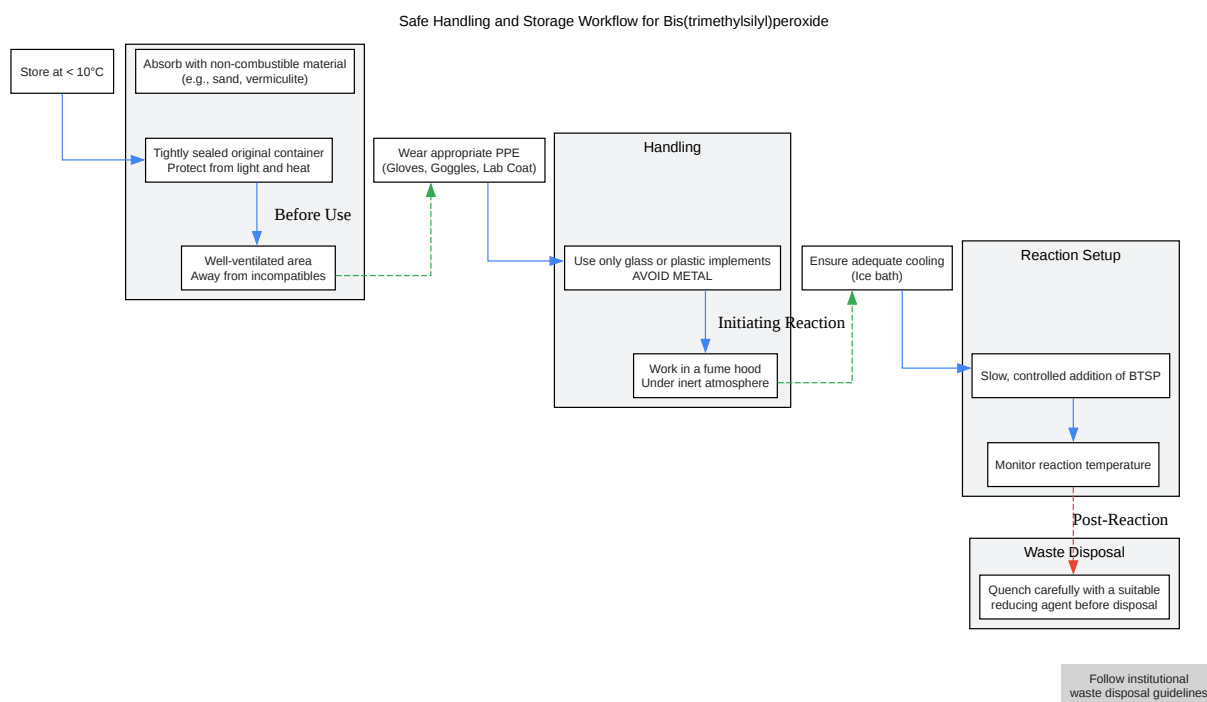 Safe Handling and Storage Workflow for Bis(trimethylsilyl)peroxide
Store at < 10°C
Absorb with non-combustible material
(e.g., sand, vermiculite)
Tightly sealed original container
Protect from light and heat
Before Use
Well-ventilated area
Away from incompatibles
Wear appropriate PPE
(Gloves, Goggles, Lab Coat)
Handling
Use only glass or plastic implements
AVOID METAL
Initiating Reaction
Work in a fume hood
Under inert atmosphere
Ensure adequate cooling
(Ice bath)
Reaction Setup
Slow, controlled addition of BTSP
Monitor reaction temperature
Post-Reaction
Waste Disposal
Quench carefully with a suitable
reducing agent before disposal
Follow institutional
waste disposal guidelines